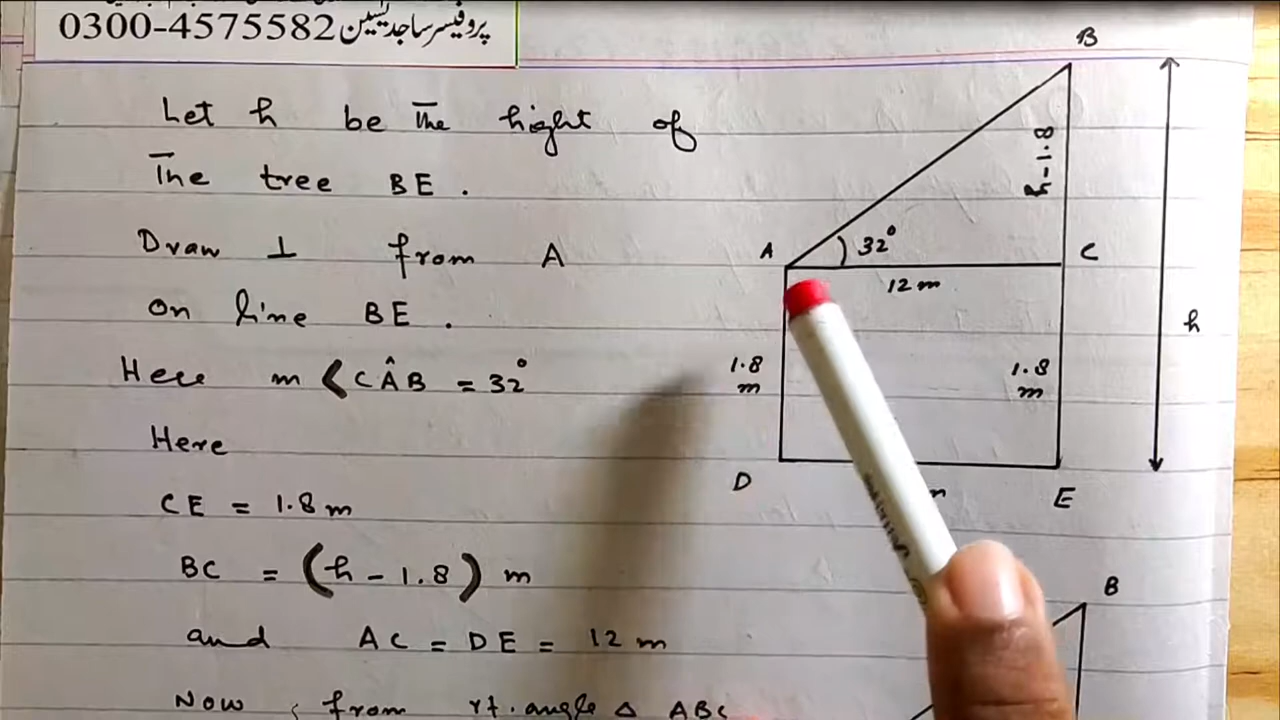 0300-4575582 پروفیسر ساجد یٰسین
Let h be The hight of
The tree BE .
Draw ⊥ from A
on line BE .
Here m <CÂB = 32°
Here
CE = 1.8 m
BC = (h - 1.8) m
and AC = DE = 12 m
Now , from rt.angle Δ ABC
B
h-1.8
A
32°
C
12 m
h
1.8
m
1.8
m
D
E
B